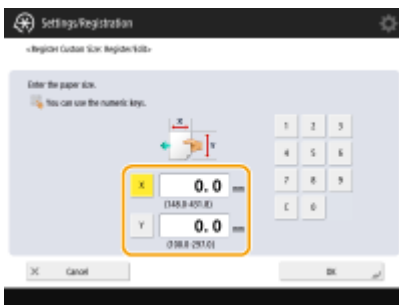 Settings/Registration
<Register Custom Size: Register/Edit>
Enter the paper size.
You can use the numeric keys.
X
Y
1 2 3
X 0.0 mm
4 5 6
(148.0-431.8)
7 8 9
Y 0.0 mm
C 0
(100.0-297.0)
X Cancel
OK